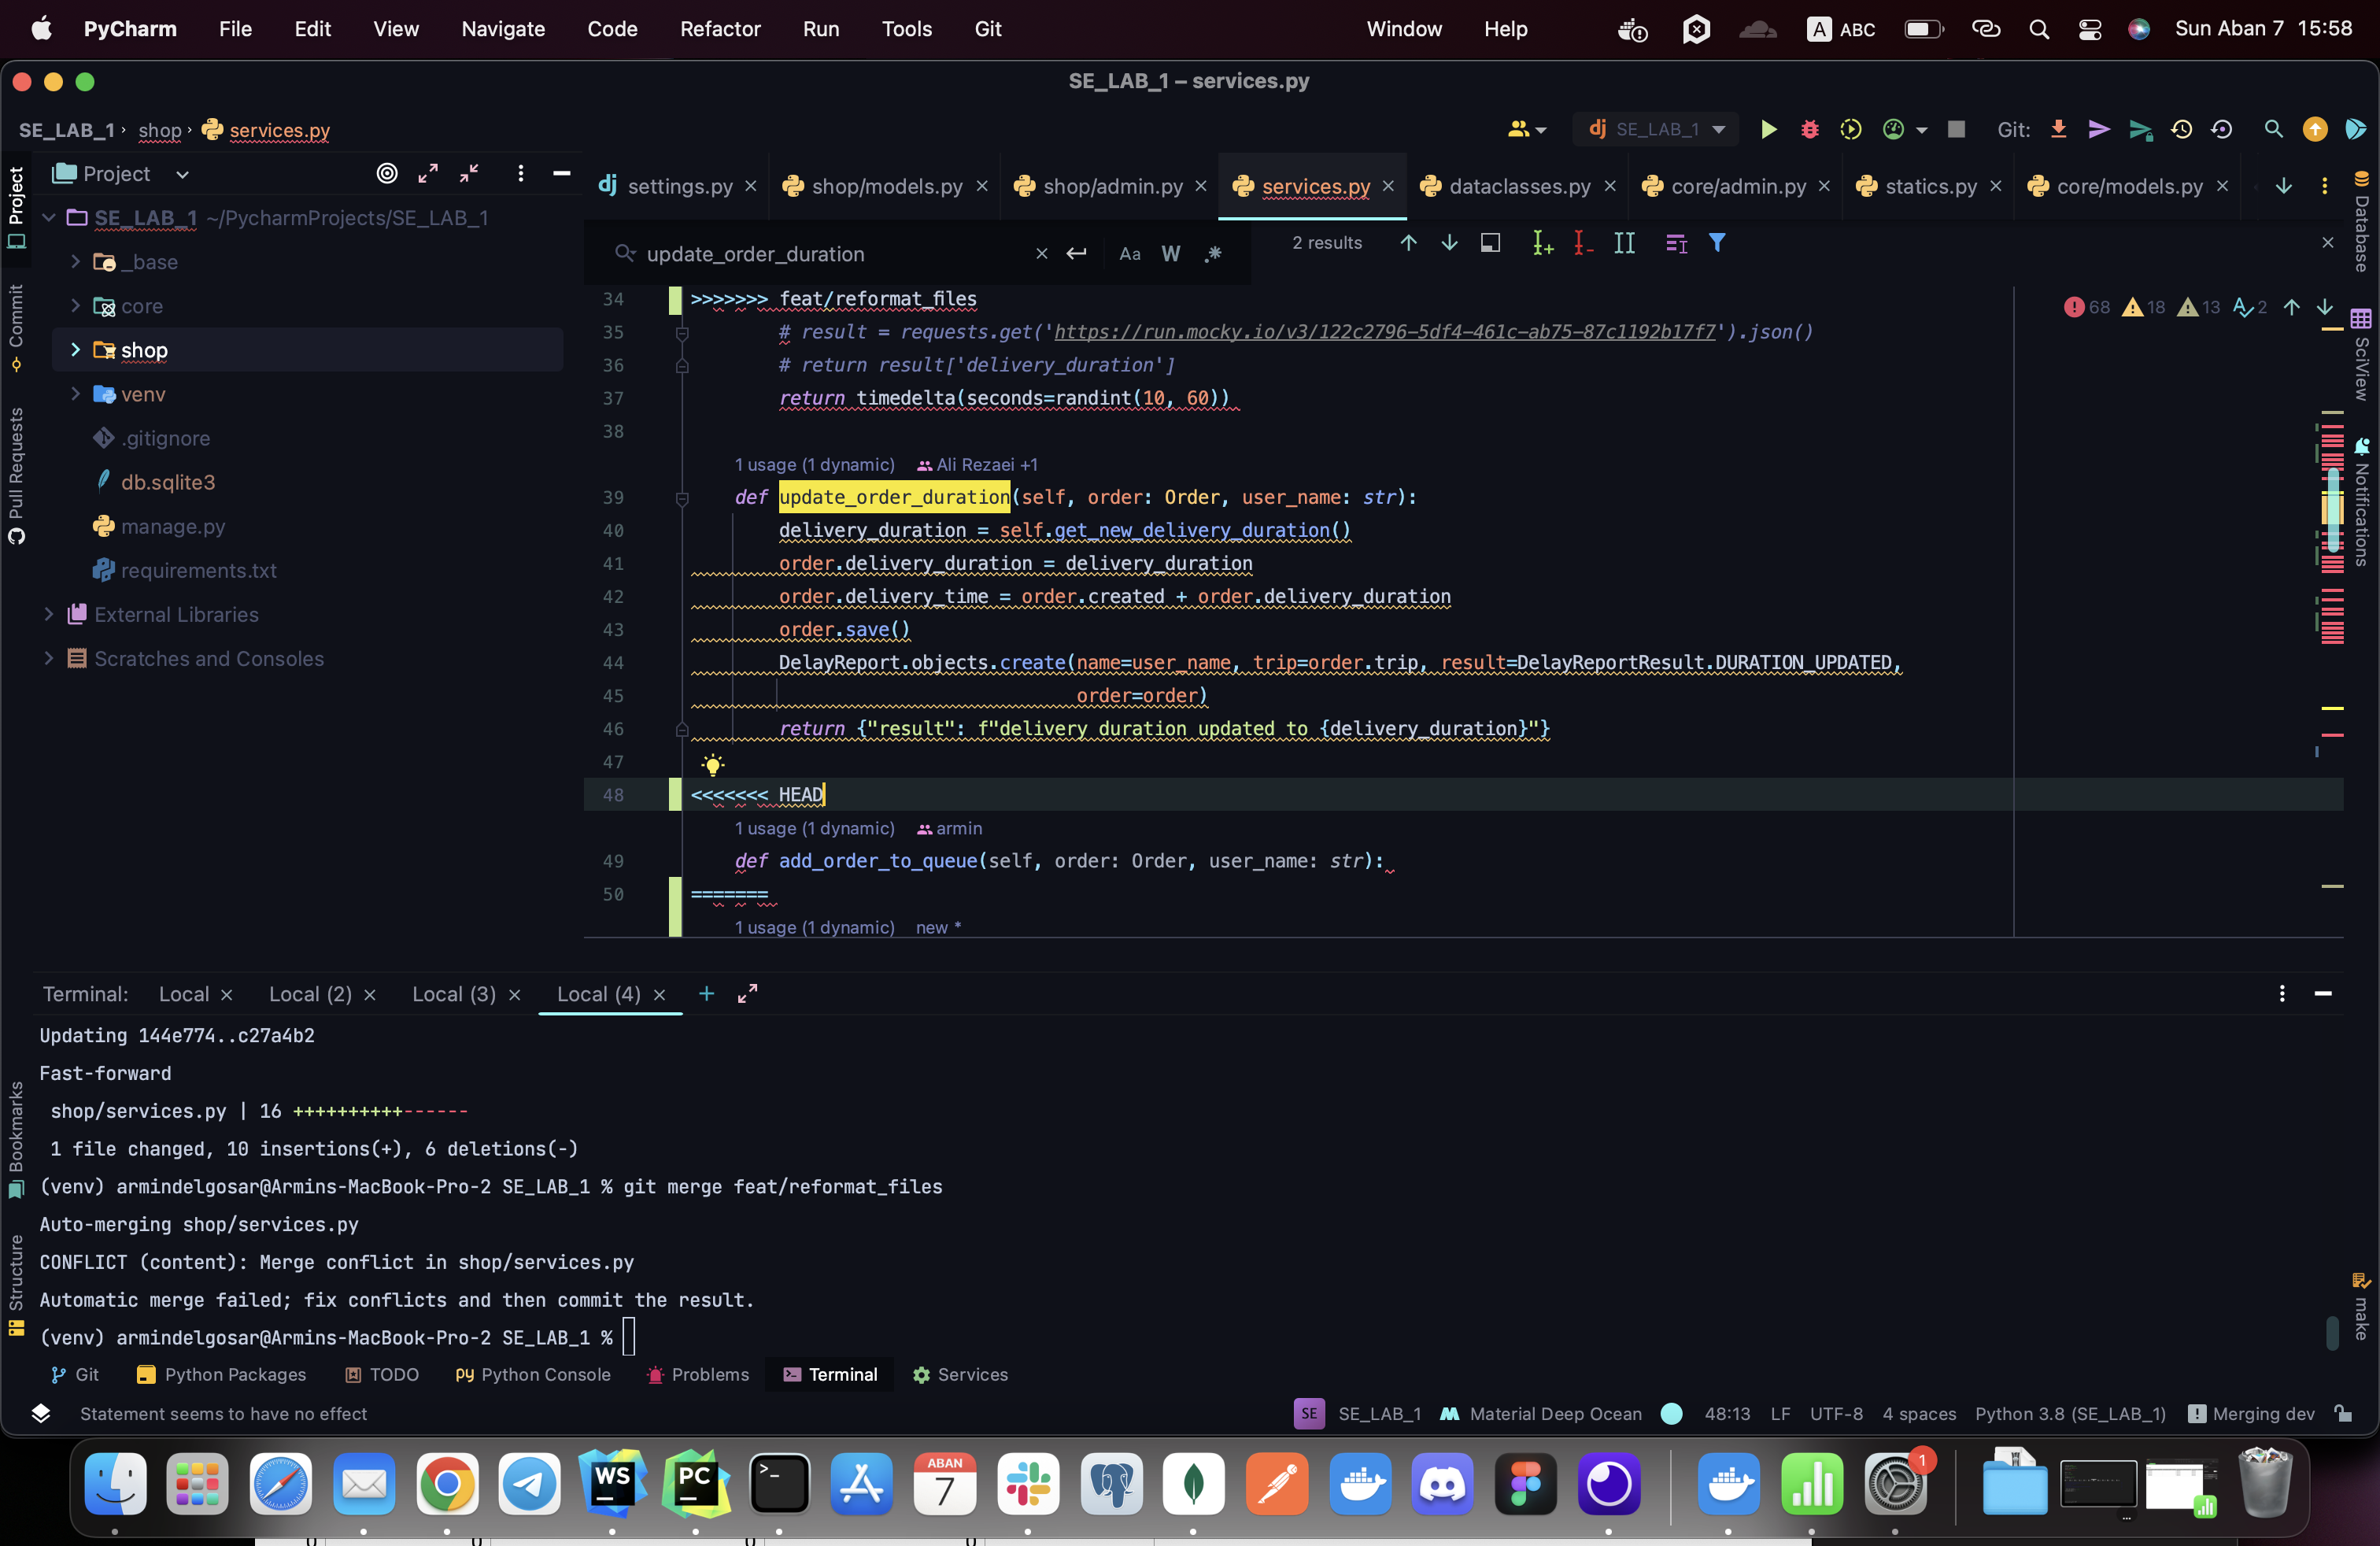 PyCharm File Edit View Navigate Code Refactor Run Tools Git Window Help A ABC Sun Aban 7 15:58
SE_LAB_1 – services.py
SE_LAB_1 › shop › services.py
dj SE_LAB_1 Git:
Project
settings.py shop/models.py shop/admin.py services.py dataclasses.py core/admin.py statics.py core/models.py
SE_LAB_1 ~/PycharmProjects/SE_LAB_1
_base
core
shop
venv
.gitignore
db.sqlite3
manage.py
requirements.txt
External Libraries
Scratches and Consoles
Project
Commit
Pull Requests
Bookmarks
Structure
update_order_duration Aa W .* 2 results
68 18 13 2
34 >>>>>>> feat/reformat_files
35 # result = requests.get('https://run.mocky.io/v3/122c2796-5df4-461c-ab75-87c1192b17f7').json()
36 # return result['delivery_duration']
37 return timedelta(seconds=randint(10, 60))
38
1 usage (1 dynamic) Ali Rezaei +1
39 def update_order_duration(self, order: Order, user_name: str):
40 delivery_duration = self.get_new_delivery_duration()
41 order.delivery_duration = delivery_duration
42 order.delivery_time = order.created + order.delivery_duration
43 order.save()
44 DelayReport.objects.create(name=user_name, trip=order.trip, result=DelayReportResult.DURATION_UPDATED,
45 order=order)
46 return {"result": f"delivery duration updated to {delivery_duration}"}
47
48 <<<<<<< HEAD
1 usage (1 dynamic) armin
49 def add_order_to_queue(self, order: Order, user_name: str):
50 =======
1 usage (1 dynamic) new *
Database
SciView
Notifications
make
Terminal: Local Local (2) Local (3) Local (4)
Updating 144e774..c27a4b2
Fast-forward
shop/services.py | 16 ++++++++++------
1 file changed, 10 insertions(+), 6 deletions(-)
(venv) armindelgosar@Armins-MacBook-Pro-2 SE_LAB_1 % git merge feat/reformat_files
Auto-merging shop/services.py
CONFLICT (content): Merge conflict in shop/services.py
Automatic merge failed; fix conflicts and then commit the result.
(venv) armindelgosar@Armins-MacBook-Pro-2 SE_LAB_1 %
Git Python Packages TODO Python Console Problems Terminal Services
Statement seems to have no effect SE SE_LAB_1 Material Deep Ocean 48:13 LF UTF-8 4 spaces Python 3.8 (SE_LAB_1) Merging dev
WS PC ABAN 7 1